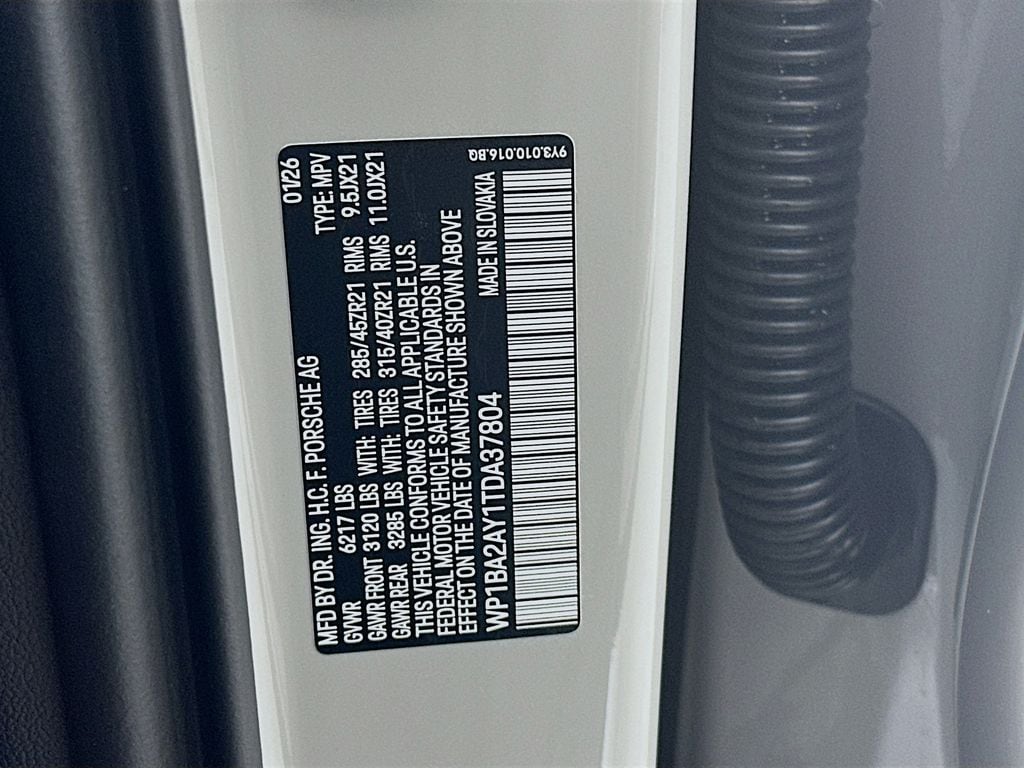 MFD BY DR. ING. H.C. F. PORSCHE AG 01/26
GVWR 6217 LBS TYPE: MPV
GAWR FRONT 3120 LBS WITH: TIRES 285/45ZR21 RIMS 9.5JX21
GAWR REAR 3285 LBS WITH: TIRES 315/40ZR21 RIMS 11.0JX21
THIS VEHICLE CONFORMS TO ALL APPLICABLE U.S.
FEDERAL MOTOR VEHICLE SAFETY STANDARDS IN
EFFECT ON THE DATE OF MANUFACTURE SHOWN ABOVE
WP1BA2AY1TDA37804 MADE IN SLOVAKIA
9Y3.010.016.BQ